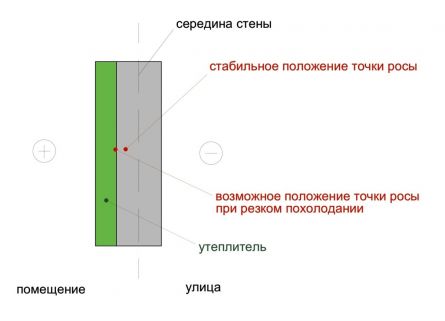 середина стены
стабильное положение точки росы
+
−
возможное положение точки росы
при резком похолодании
утеплитель
помещение
улица